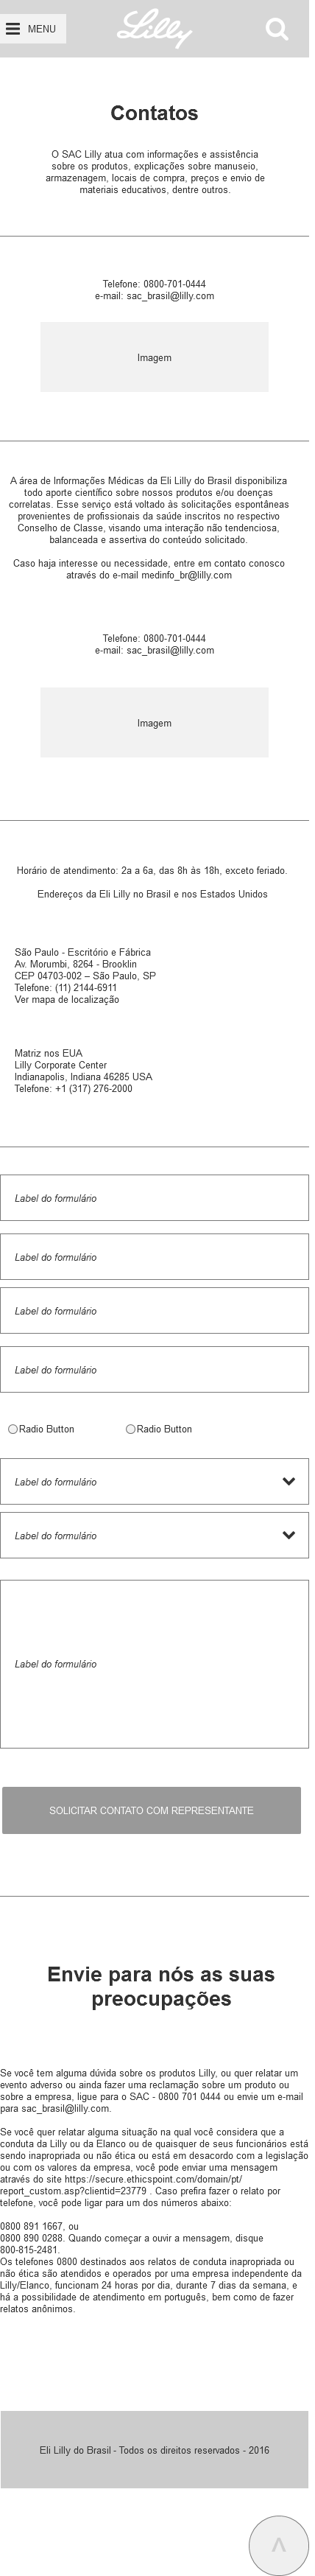 MENU
Lilly
Contatos
O SAC Lilly atua com informações e assistência
sobre os produtos, explicações sobre manuseio,
armazenagem, locais de compra, preços e envio de
materiais educativos, dentre outros.
Telefone: 0800-701-0444
e-mail: sac_brasil@lilly.com
Imagem
A área de Informações Médicas da Eli Lilly do Brasil disponibiliza
todo aporte científico sobre nossos produtos e/ou doenças
correlatas. Esse serviço está voltado às solicitações espontâneas
provenientes de profissionais da saúde inscritos no respectivo
Conselho de Classe, visando uma interação não tendenciosa,
balanceada e assertiva do conteúdo solicitado.
Caso haja interesse ou necessidade, entre em contato conosco
através do e-mail medinfo_br@lilly.com
Telefone: 0800-701-0444
e-mail: sac_brasil@lilly.com
Imagem
Horário de atendimento: 2a a 6a, das 8h às 18h, exceto feriado.
Endereços da Eli Lilly no Brasil e nos Estados Unidos
São Paulo - Escritório e Fábrica
Av. Morumbi, 8264 - Brooklin
CEP 04703-002 – São Paulo, SP
Telefone: (11) 2144-6911
Ver mapa de localização
Matriz nos EUA
Lilly Corporate Center
Indianapolis, Indiana 46285 USA
Telefone: +1 (317) 276-2000
Label do formulário
Label do formulário
Label do formulário
Label do formulário
Radio Button Radio Button
Label do formulário
Label do formulário
Label do formulário
SOLICITAR CONTATO COM REPRESENTANTE
Envie para nós as suas
preocupações
Se você tem alguma dúvida sobre os produtos Lilly, ou quer relatar um
evento adverso ou ainda fazer uma reclamação sobre um produto ou
sobre a empresa, ligue para o SAC - 0800 701 0444 ou envie um e-mail
para sac_brasil@lilly.com.
Se você quer relatar alguma situação na qual você considera que a
conduta da Lilly ou da Elanco ou de quaisquer de seus funcionários está
sendo inapropriada ou não ética ou está em desacordo com a legislação
ou com os valores da empresa, você pode enviar uma mensagem
através do site https://secure.ethicspoint.com/domain/pt/
report_custom.asp?clientid=23779 . Caso prefira fazer o relato por
telefone, você pode ligar para um dos números abaixo:
0800 891 1667, ou
0800 890 0288. Quando começar a ouvir a mensagem, disque
800-815-2481.
Os telefones 0800 destinados aos relatos de conduta inapropriada ou
não ética são atendidos e operados por uma empresa independente da
Lilly/Elanco, funcionam 24 horas por dia, durante 7 dias da semana, e
há a possibilidade de atendimento em português, bem como de fazer
relatos anônimos.
Eli Lilly do Brasil - Todos os direitos reservados - 2016